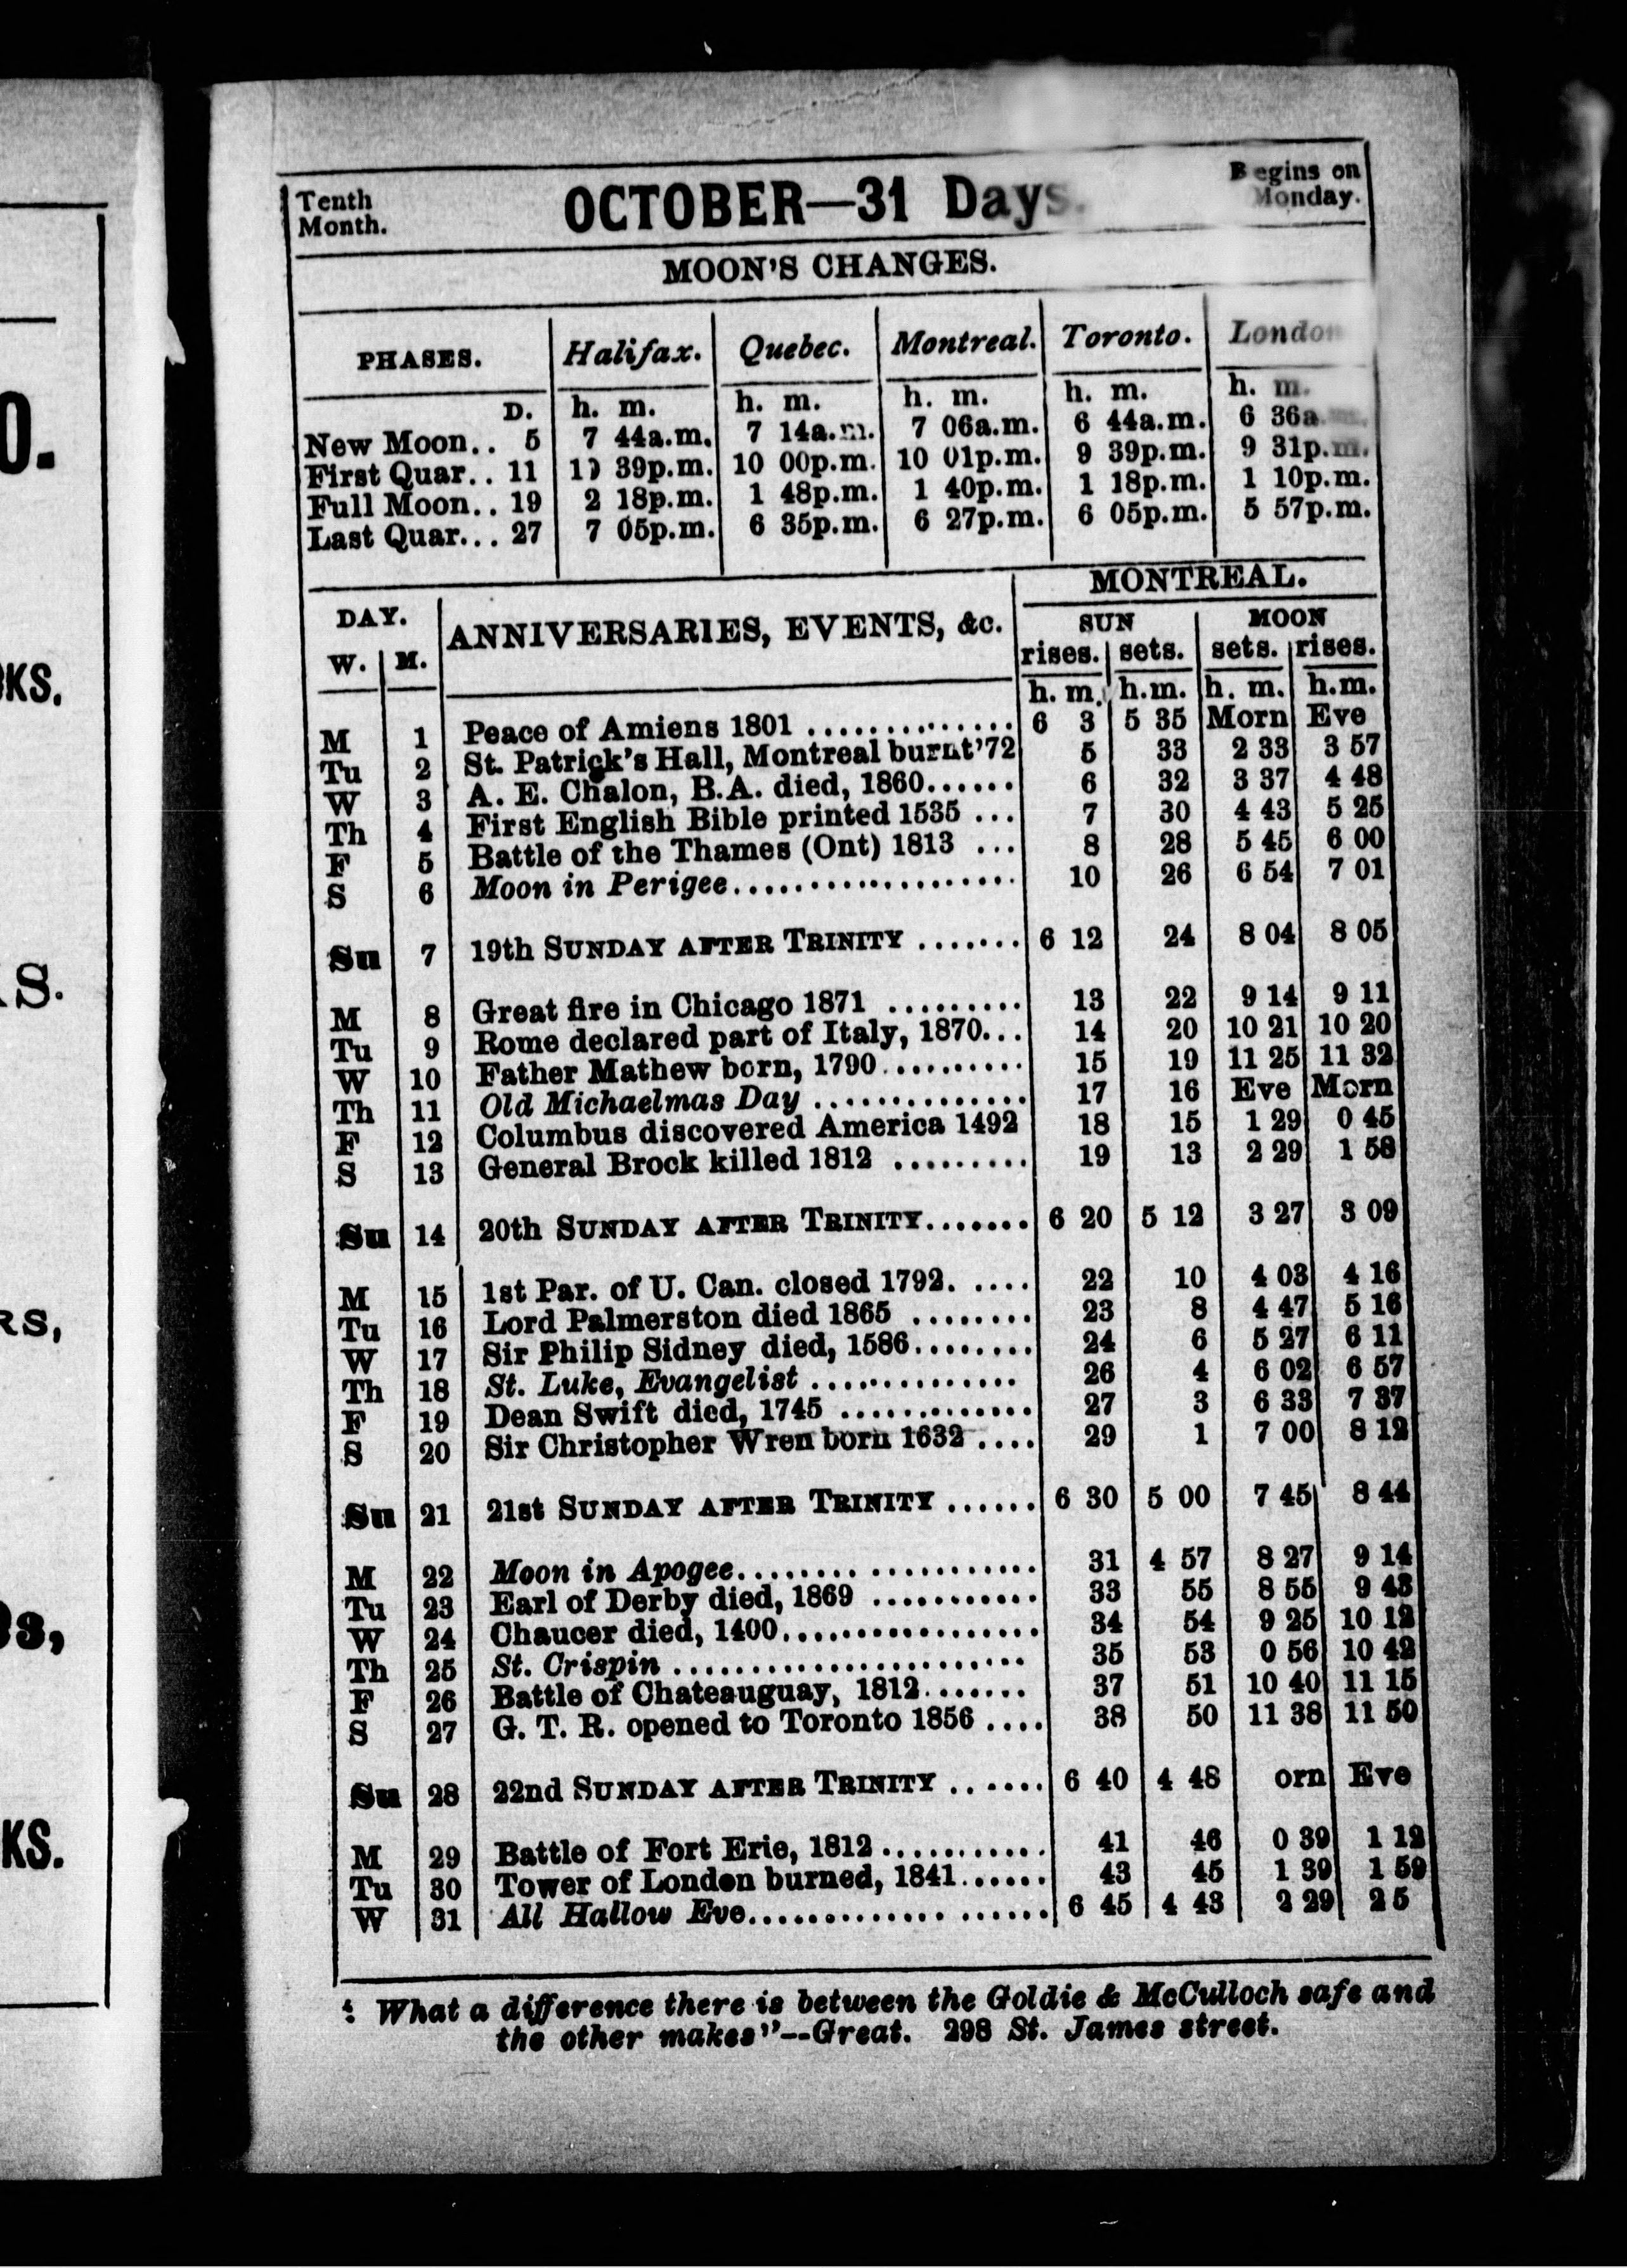 Tenth Month. OCTOBER—31 Days. Begins on Monday.
MOON'S CHANGES.
PHASES. Halifax. Quebec. Montreal. Toronto. London
D. h. m. h. m. h. m. h. m. h. m.
New Moon.. 5 7 44a.m. 7 14a.m. 7 06a.m. 6 44a.m. 6 36a.m.
First Quar.. 11 10 39p.m. 10 00p.m. 10 01p.m. 9 39p.m. 9 31p.m.
Full Moon.. 19 2 18p.m. 1 48p.m. 1 40p.m. 1 18p.m. 1 10p.m.
Last Quar... 27 7 05p.m. 6 35p.m. 6 27p.m. 6 05p.m. 5 57p.m.
MONTREAL.
DAY. ANNIVERSARIES, EVENTS, &c. SUN MOON
W. M. rises. sets. sets. rises.
h. m. h.m. h. m. h.m.
M 1 Peace of Amiens 1801 .............. 6 3 5 35 Morn Eve
Tu 2 St. Patrick's Hall, Montreal burnt'72 5 33 2 33 3 57
W 3 A. E. Chalon, B.A. died, 1860...... 6 32 3 37 4 48
Th 4 First English Bible printed 1535 ... 7 30 4 43 5 25
F 5 Battle of the Thames (Ont) 1813 ... 8 28 5 45 6 00
S 6 Moon in Perigee................... 10 26 6 54 7 01
Su 7 19th SUNDAY AFTER TRINITY ....... 6 12 24 8 04 8 05
M 8 Great fire in Chicago 1871 ......... 13 22 9 14 9 11
Tu 9 Rome declared part of Italy, 1870... 14 20 10 21 10 20
W 10 Father Mathew born, 1790.......... 15 19 11 25 11 32
Th 11 Old Michaelmas Day .............. 17 16 Eve Morn
F 12 Columbus discovered America 1492 18 15 1 29 0 45
S 13 General Brock killed 1812 ......... 19 13 2 29 1 58
Su 14 20th SUNDAY AFTER TRINITY....... 6 20 5 12 3 27 3 09
M 15 1st Par. of U. Can. closed 1792. .... 22 10 4 03 4 16
Tu 16 Lord Palmerston died 1865 ........ 23 8 4 47 5 16
W 17 Sir Philip Sidney died, 1586........ 24 6 5 27 6 11
Th 18 St. Luke, Evangelist .............. 26 4 6 02 6 57
F 19 Dean Swift died, 1745 ............. 27 3 6 33 7 37
S 20 Sir Christopher Wren born 1632 .... 29 1 7 00 8 12
Su 21 21st SUNDAY AFTER TRINITY ...... 6 30 5 00 7 45 8 44
M 22 Moon in Apogee........ ........... 31 4 57 8 27 9 14
Tu 23 Earl of Derby died, 1869 ........... 33 55 8 55 9 43
W 24 Chaucer died, 1400................. 34 54 9 25 10 12
Th 25 St. Crispin ....................... 35 53 0 56 10 42
F 26 Battle of Chateauguay, 1812....... 37 51 10 40 11 15
S 27 G. T. R. opened to Toronto 1856 .... 38 50 11 38 11 50
Su 28 22nd SUNDAY AFTER TRINITY ...... 6 40 4 48 orn Eve
M 29 Battle of Fort Erie, 1812........... 41 46 0 39 1 12
Tu 30 Tower of London burned, 1841...... 43 45 1 39 1 59
W 31 All Hallow Eve............. ...... 6 45 4 43 2 29 2 5
‘ What a difference there is between the Goldie & McCulloch safe and
the other makes”--Great. 298 St. James street.